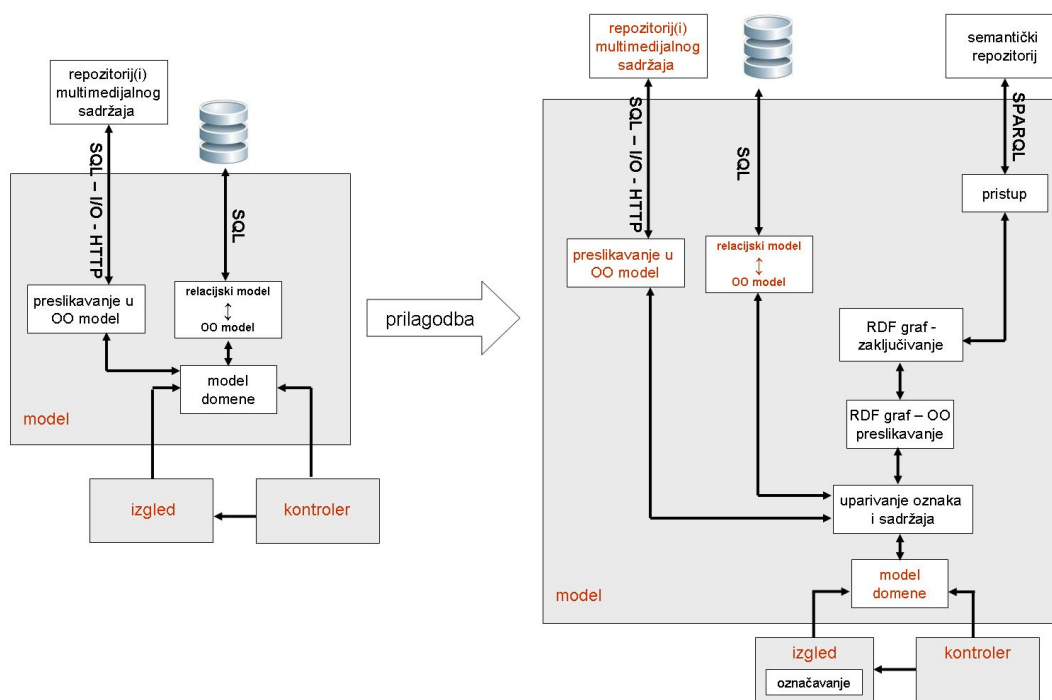 repozitorij(i)
multimedijalnog
sadržaja
SQL – I/O - HTTP
SQL
preslikavanje u
OO model
relacijski model
↕
OO model
model
domene
model
izgled
kontroler
prilagodba
repozitorij(i)
multimedijalnog
sadržaja
semantički
repozitorij
SQL – I/O - HTTP
SQL
SPARQL
pristup
preslikavanje u
OO model
relacijski model
↕
OO model
RDF graf -
zaključivanje
RDF graf – OO
preslikavanje
uparivanje oznaka
i sadržaja
model
domene
model
izgled
označavanje
kontroler